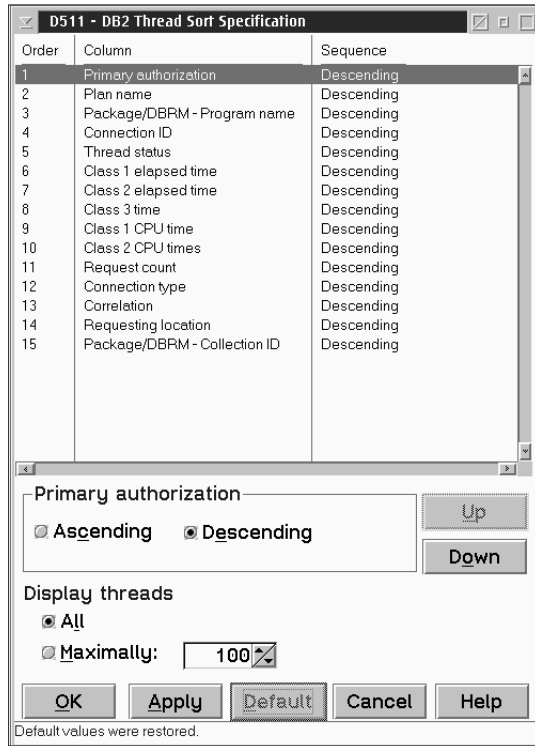 D511 - DB2 Thread Sort Specification
Order Column Sequence
1 Primary authorization Descending
2 Plan name Descending
3 Package/DBRM - Program name Descending
4 Connection ID Descending
5 Thread status Descending
6 Class 1 elapsed time Descending
7 Class 2 elapsed time Descending
8 Class 3 time Descending
9 Class 1 CPU time Descending
10 Class 2 CPU times Descending
11 Request count Descending
12 Connection type Descending
13 Correlation Descending
14 Requesting location Descending
15 Package/DBRM - Collection ID Descending
Primary authorization
Ascending Descending
Up
Down
Display threads
All
Maximally: 100
OK Apply Default Cancel Help
Default values were restored.